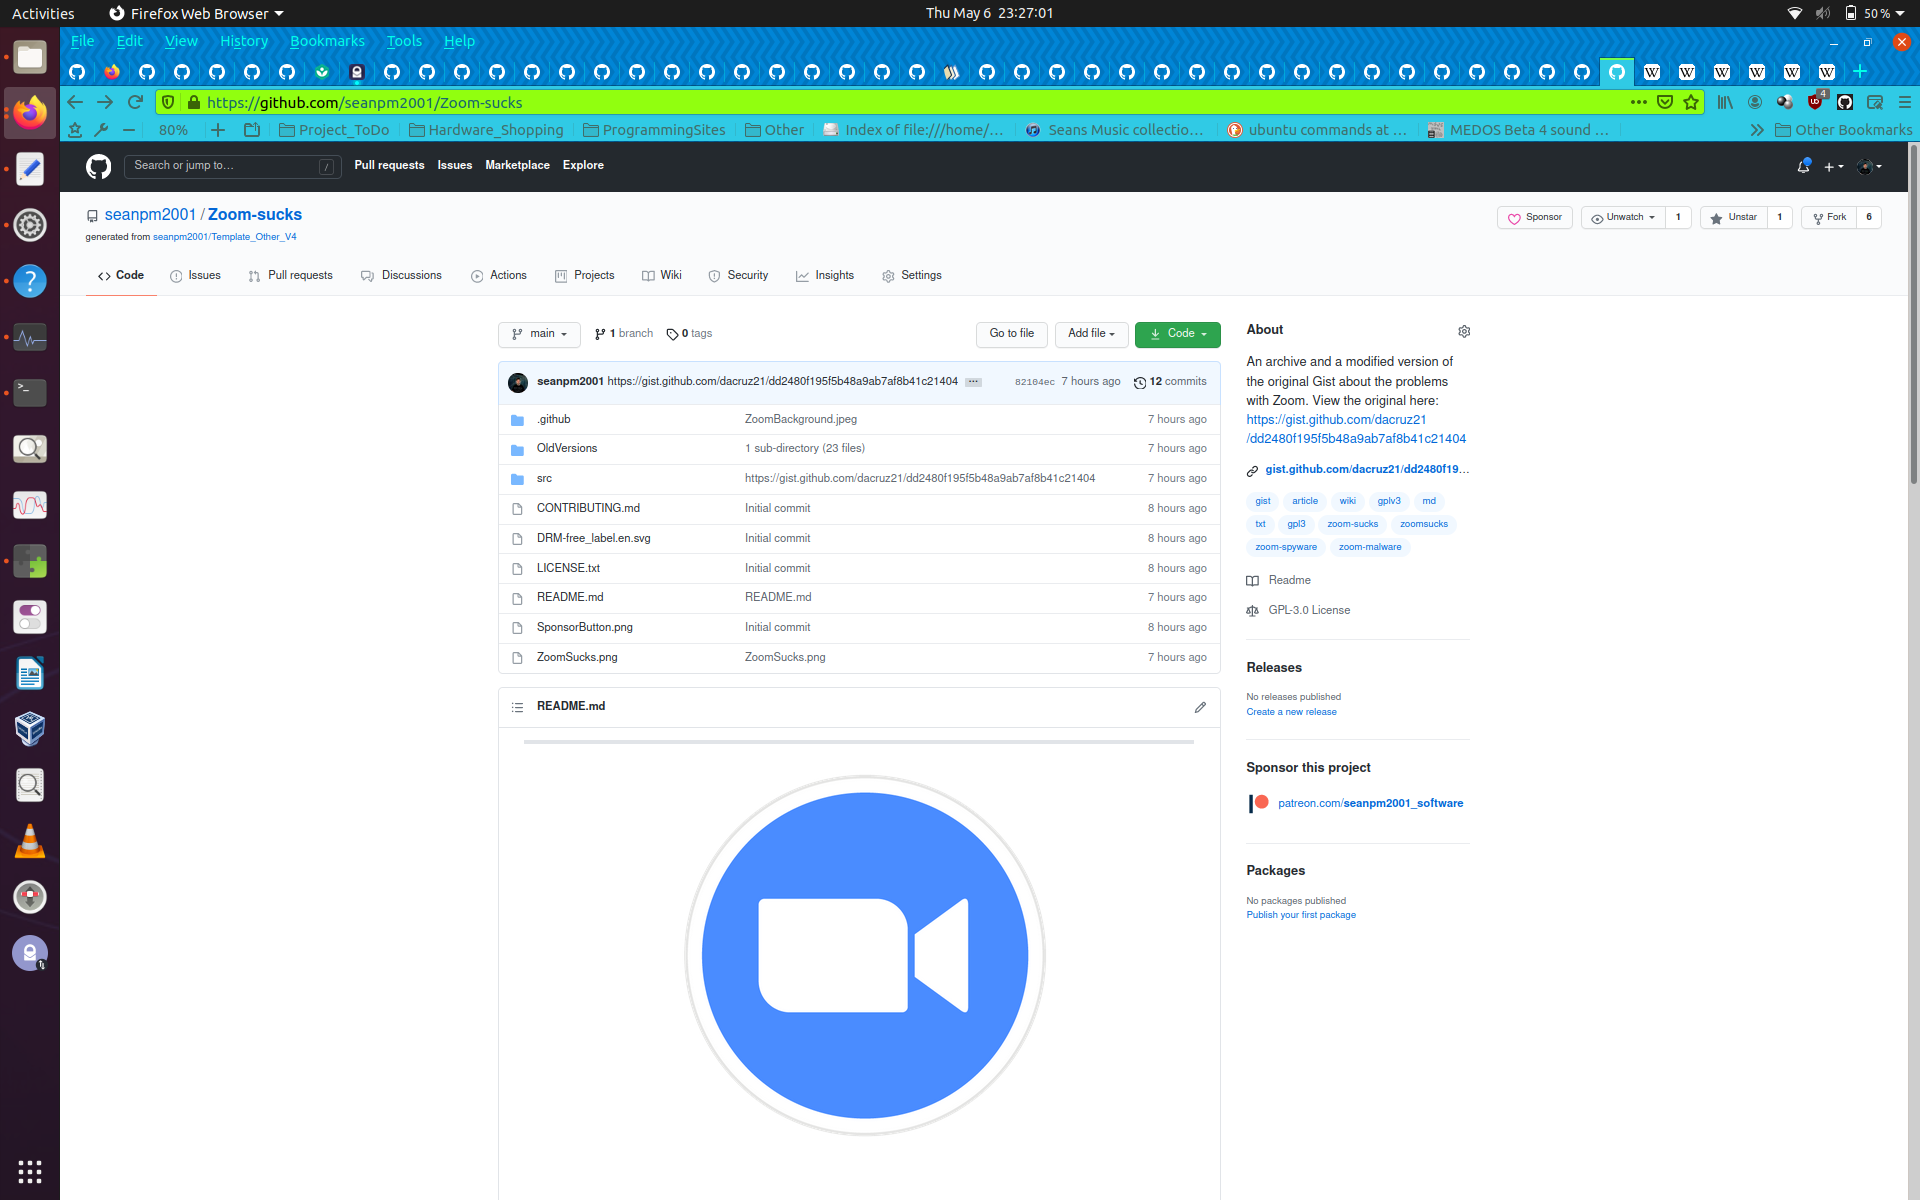 Activities Firefox Web Browser Thu May 6 23:27:01 50 %
File Edit View History Bookmarks Tools Help
https://github.com/seanpm2001/Zoom-sucks 4
80% Project_ToDo Hardware_Shopping ProgrammingSites Other Index of file:///home/... Seans Music collectio... ubuntu commands at ... MEDOS Beta 4 sound ... Other Bookmarks
Search or jump to... / Pull requests Issues Marketplace Explore
seanpm2001 / Zoom-sucks Sponsor Unwatch 1 Unstar 1 Fork 6
generated from seanpm2001/Template_Other_V4
Code Issues Pull requests Discussions Actions Projects Wiki Security Insights Settings
main 1 branch 0 tags Go to file Add file Code
seanpm2001 https://gist.github.com/dacruz21/dd2480f195f5b48a9ab7af8b41c21404 ... 82104ec 7 hours ago 12 commits
.github ZoomBackground.jpeg 7 hours ago
OldVersions 1 sub-directory (23 files) 7 hours ago
src https://gist.github.com/dacruz21/dd2480f195f5b48a9ab7af8b41c21404 7 hours ago
CONTRIBUTING.md Initial commit 8 hours ago
DRM-free_label.en.svg Initial commit 8 hours ago
LICENSE.txt Initial commit 8 hours ago
README.md README.md 7 hours ago
SponsorButton.png Initial commit 8 hours ago
ZoomSucks.png ZoomSucks.png 7 hours ago
README.md
About
An archive and a modified version of
the original Gist about the problems
with Zoom. View the original here:
https://gist.github.com/dacruz21
/dd2480f195f5b48a9ab7af8b41c21404
gist.github.com/dacruz21/dd2480f19...
gist article wiki gplv3 md
txt gpl3 zoom-sucks zoomsucks
zoom-spyware zoom-malware
Readme
GPL-3.0 License
Releases
No releases published
Create a new release
Sponsor this project
patreon.com/seanpm2001_software
Packages
No packages published
Publish your first package